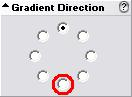 Gradient Direction ?